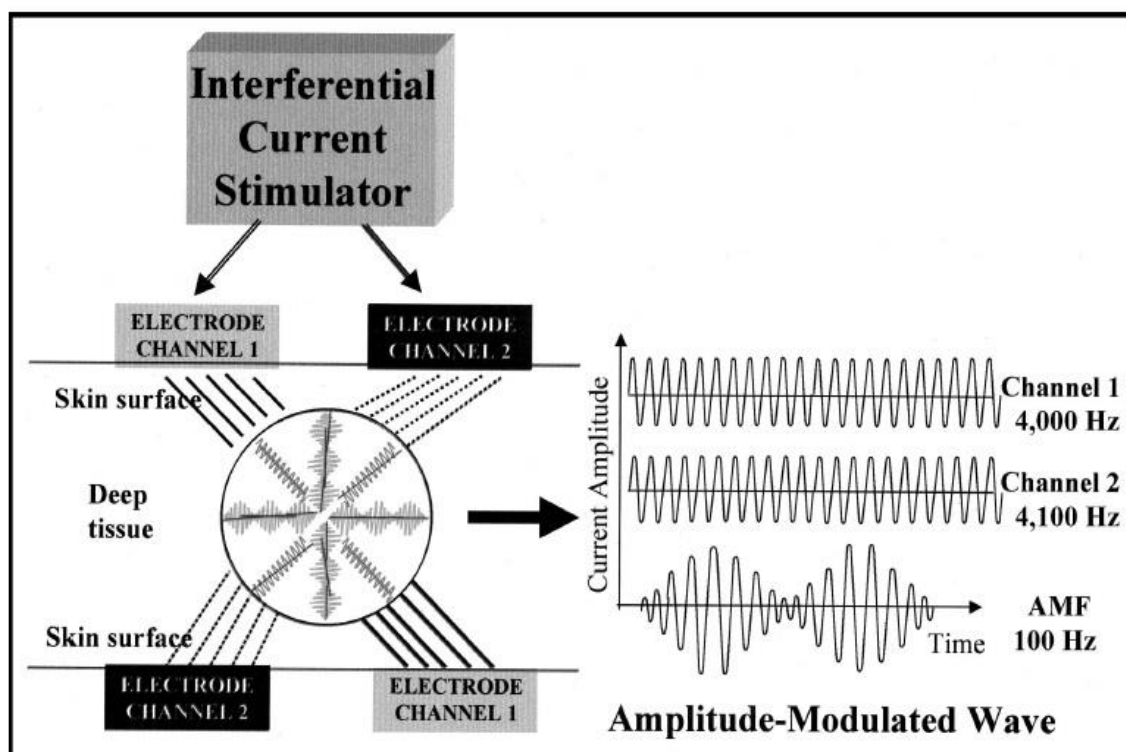 Interferential
Current
Stimulator
ELECTRODE
CHANNEL 1
ELECTRODE
CHANNEL 2
Skin surface
Deep
tissue
Skin surface
ELECTRODE
CHANNEL 2
ELECTRODE
CHANNEL 1
Current Amplitude
Channel 1
4,000 Hz
Channel 2
4,100 Hz
AMF
100 Hz
Time
Amplitude-Modulated Wave